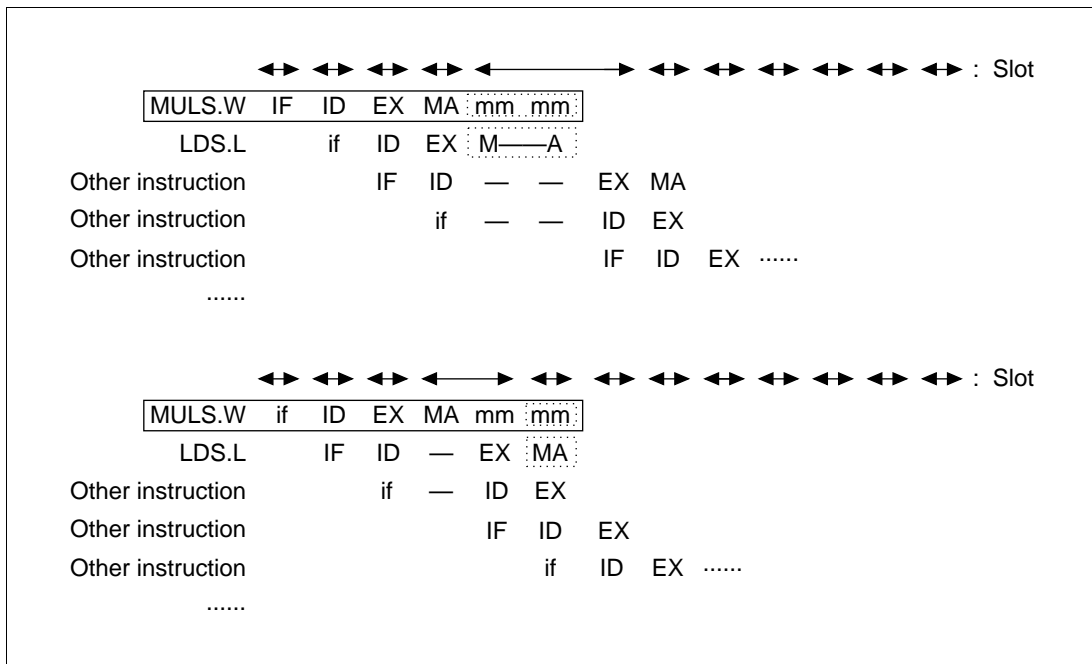 : Slot
MULS.W IF ID EX MA mm mm
LDS.L if ID EX M——A
Other instruction IF ID — — EX MA
Other instruction if — — ID EX
Other instruction IF ID EX ······
······
: Slot
MULS.W if ID EX MA mm mm
LDS.L IF ID — EX MA
Other instruction if — ID EX
Other instruction IF ID EX
Other instruction if ID EX ······
······